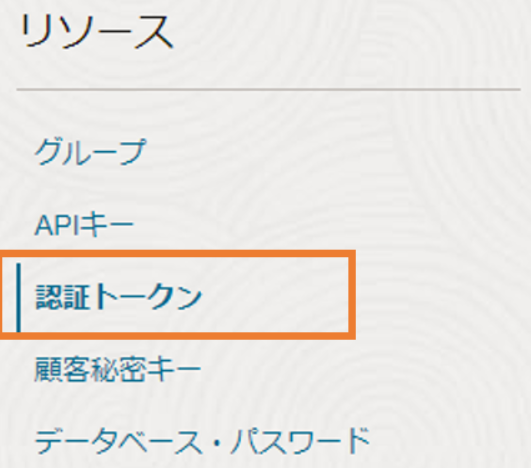 リソース
グループ
APIキー
認証トークン
顧客秘密キー
データベース・パスワード